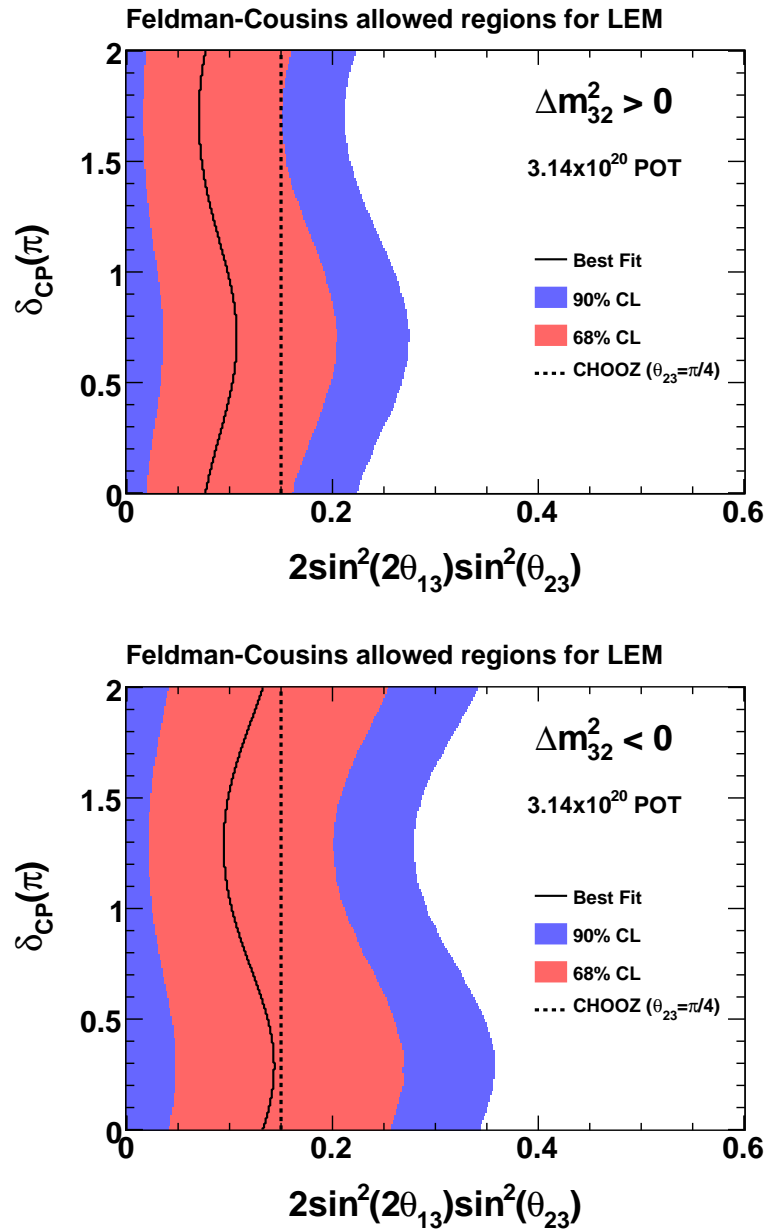 Feldman-Cousins allowed regions for LEM
Δm²₃₂ > 0
3.14x10²⁰ POT
Best Fit
90% CL
68% CL
CHOOZ (θ₂₃=π/4)
δCP(π)
2
1.5
1
0.5
0
0 0.2 0.4 0.6
2sin²(2θ₁₃)sin²(θ₂₃)
Feldman-Cousins allowed regions for LEM
Δm²₃₂ < 0
3.14x10²⁰ POT
Best Fit
90% CL
68% CL
CHOOZ (θ₂₃=π/4)
δCP(π)
2
1.5
1
0.5
0
0 0.2 0.4 0.6
2sin²(2θ₁₃)sin²(θ₂₃)